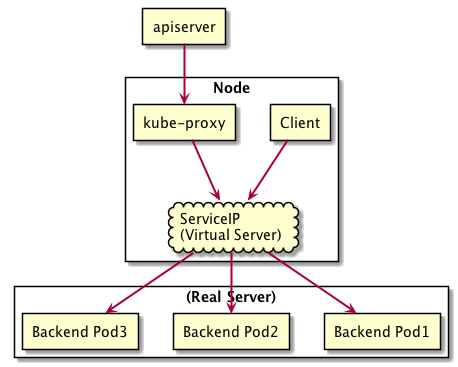 apiserver
Node
kube-proxy
Client
ServiceIP
(Virtual Server)
(Real Server)
Backend Pod3
Backend Pod2
Backend Pod1